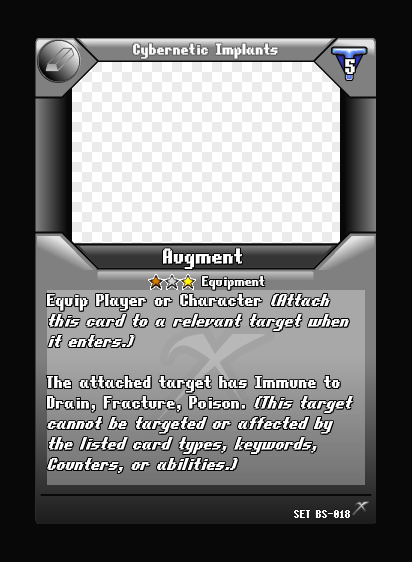 Cybernetic Implants
5
Augment
Equipment
Equip Player or Character (Attach
this card to a relevant target when
it enters.)
The attached target has Immune to
Drain, Fracture, Poison. (This target
cannot be targeted or affected by
the listed card types, keywords,
Counters, or abilities.)
SET BS-018